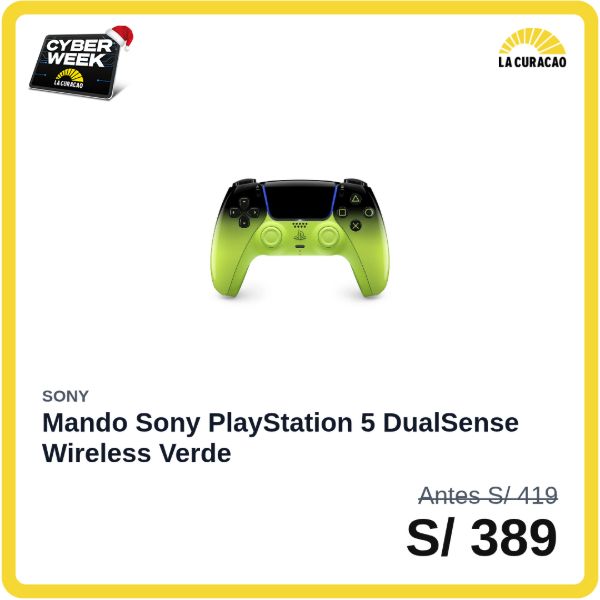 CYBER
WEEK
LA CURACAO
LA CURACAO
SONY
Mando Sony PlayStation 5 DualSense
Wireless Verde
Antes S/ 419
S/ 389